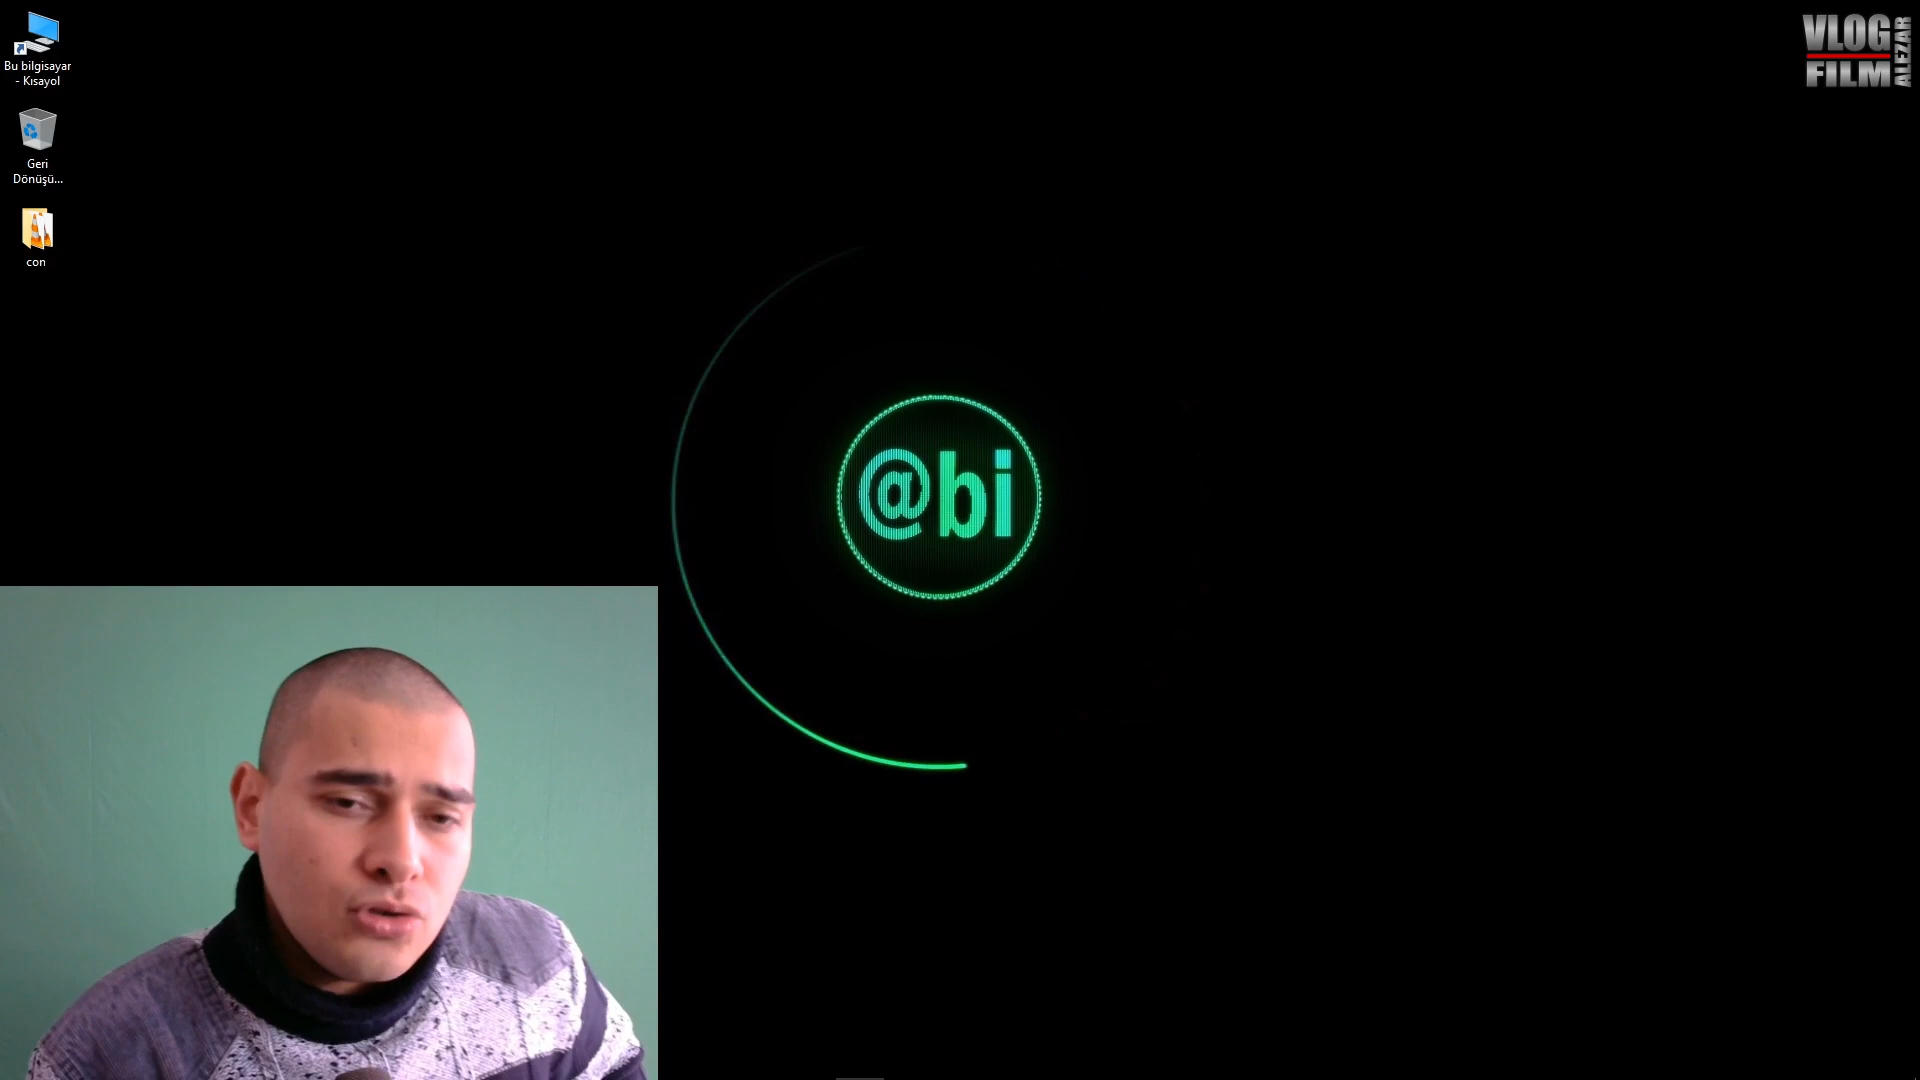 Bu bilgisayar
- Kısayol
Geri
Dönüşü...
con
@bi
VLOG
FILM
ALEZAR